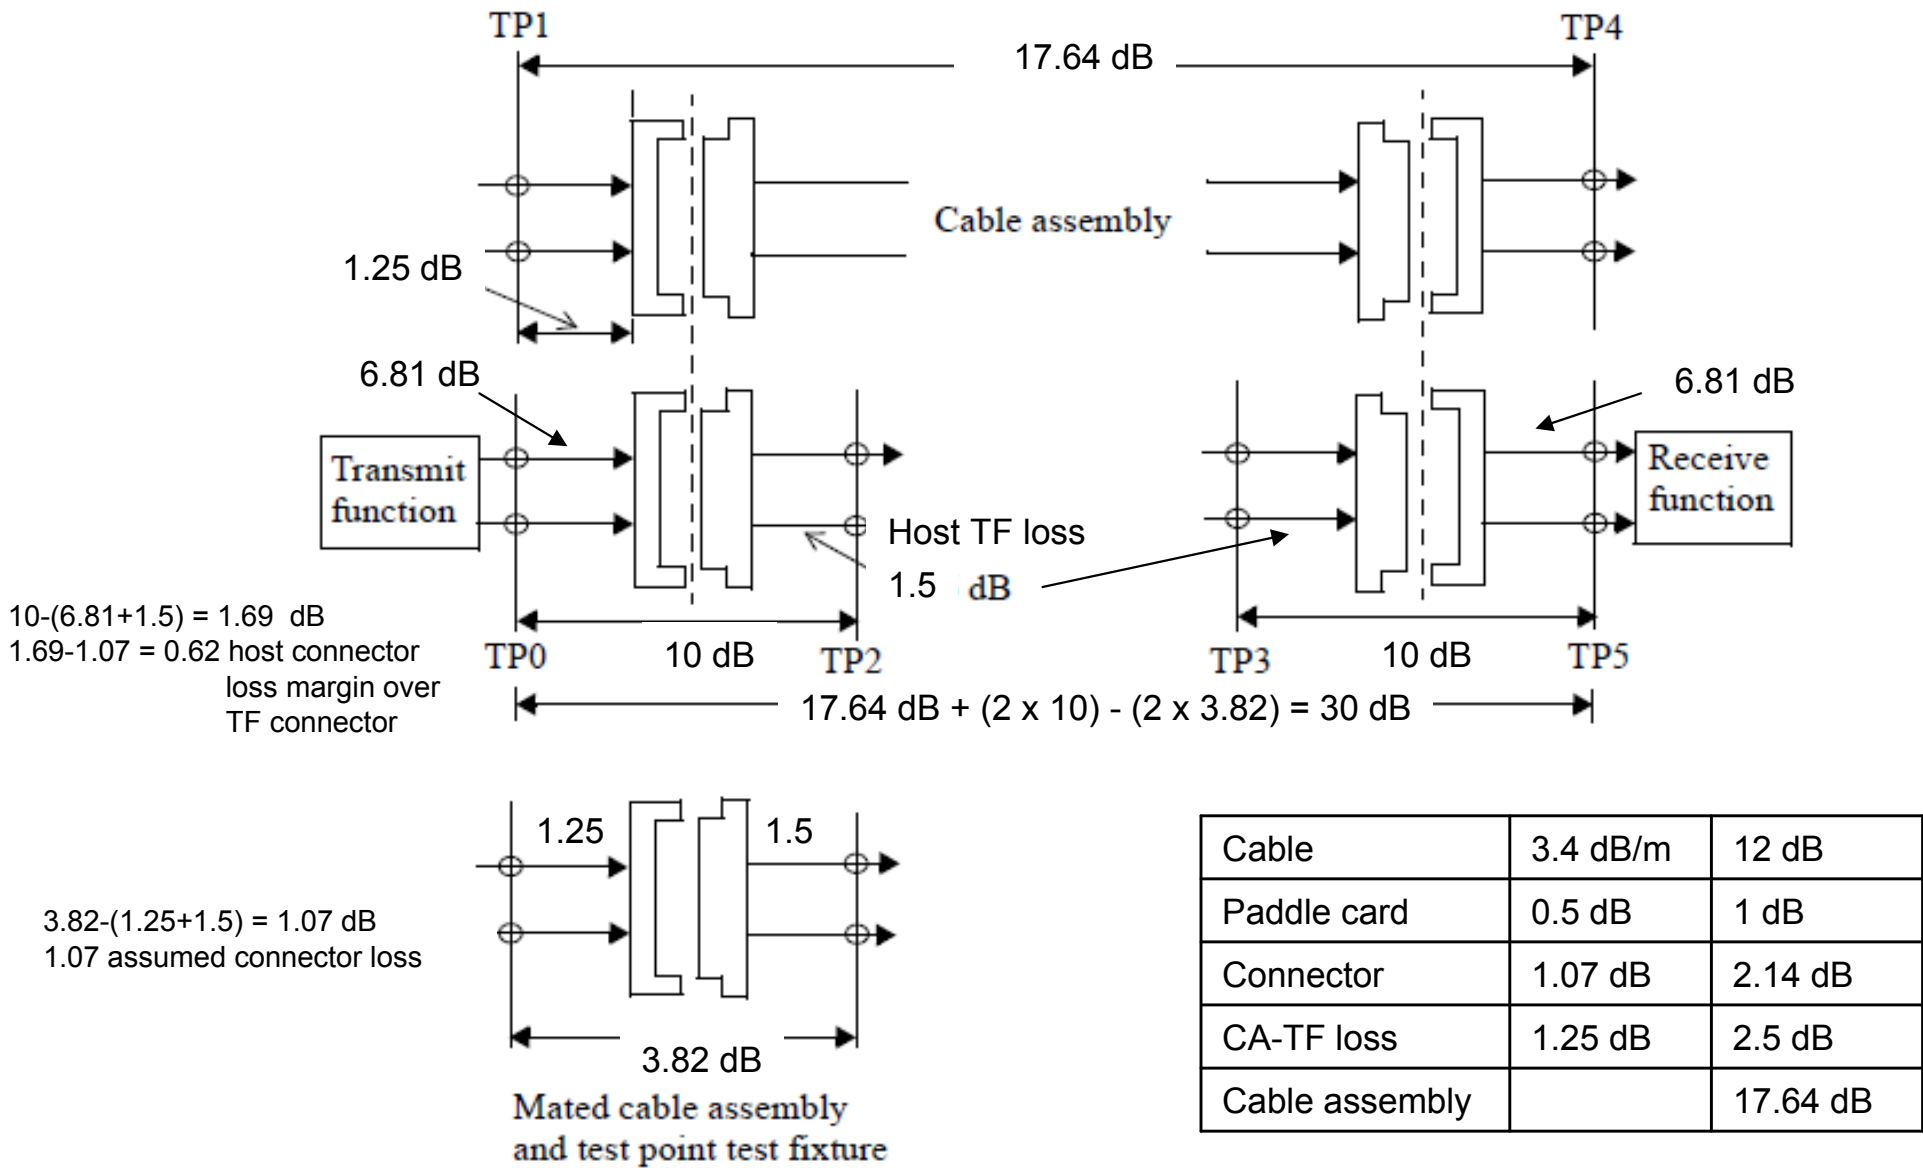 TP1
TP4
17.64 dB
Cable assembly
1.25 dB
6.81 dB
6.81 dB
Transmit
function
Receive
function
Host TF loss
1.5 dB
10-(6.81+1.5) = 1.69 dB
1.69-1.07 = 0.62 host connector
loss margin over
TF connector
TP0
10 dB
TP2
TP3
10 dB
TP5
17.64 dB + (2 x 10) - (2 x 3.82) = 30 dB
1.25
1.5
3.82-(1.25+1.5) = 1.07 dB
1.07 assumed connector loss
3.82 dB
Mated cable assembly
and test point test fixture
Cable 3.4 dB/m 12 dB
Paddle card 0.5 dB 1 dB
Connector 1.07 dB 2.14 dB
CA-TF loss 1.25 dB 2.5 dB
Cable assembly 17.64 dB